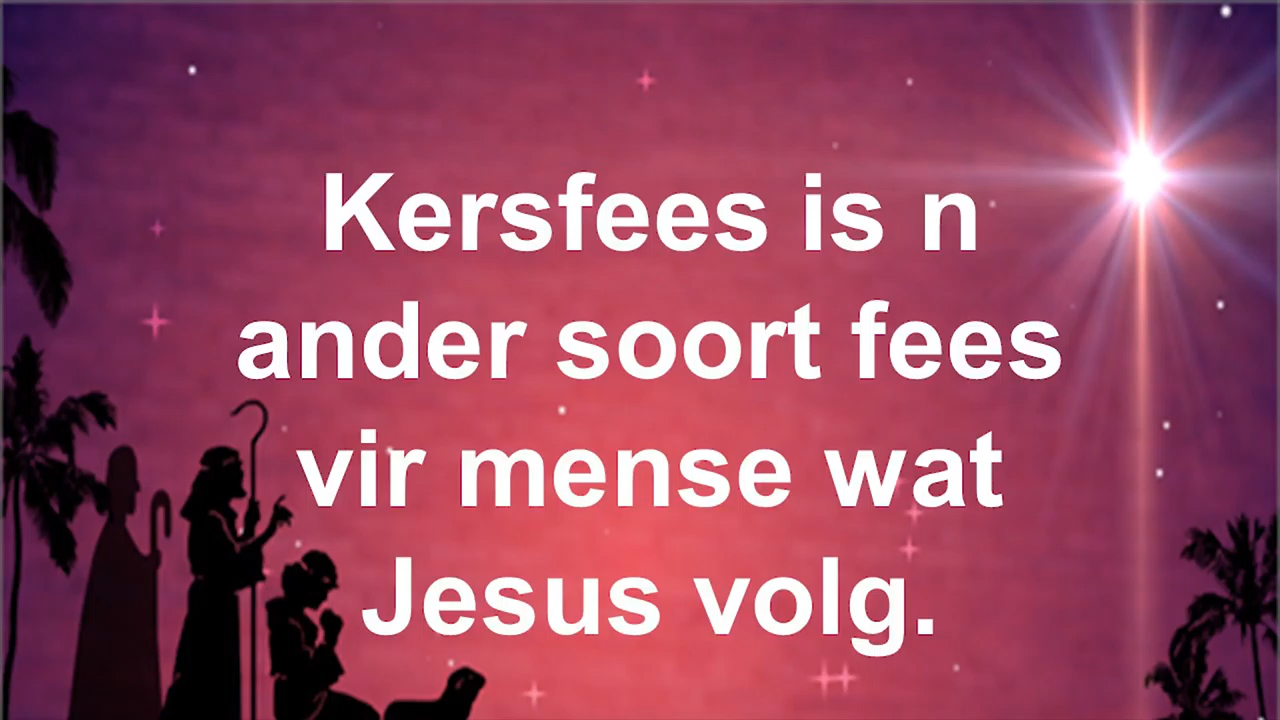 Kersfees is n
ander soort fees
vir mense wat
Jesus volg.